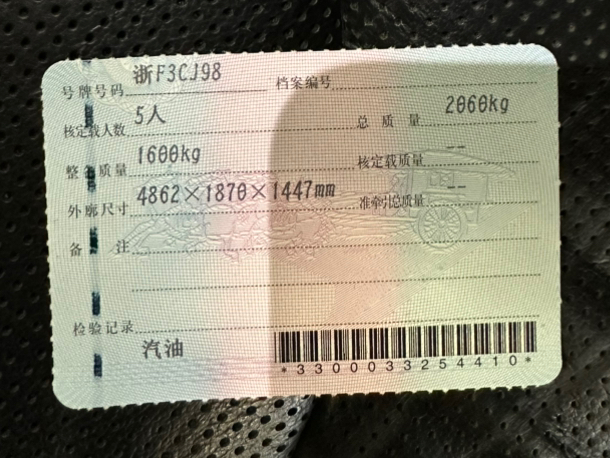 号牌号码 浙F3CJ98 档案编号
核定载人数 5人 总质量 2060kg
整备质量 1600kg 核定载质量 --
外廓尺寸 4862×1870×1447mm 准牵引总质量 --
备注
检验记录
汽油
*3300033254410*